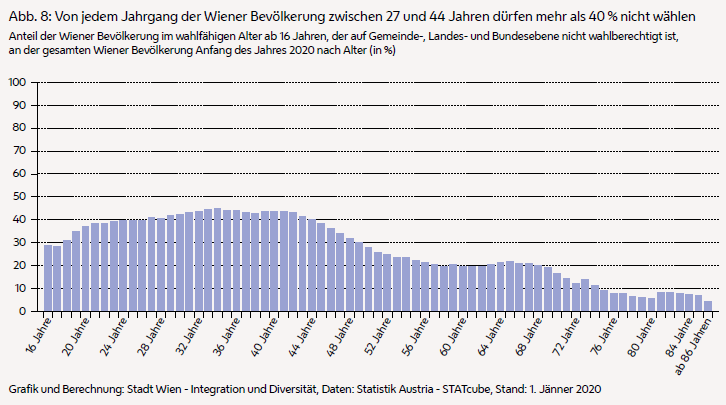 Abb. 8: Von jedem Jahrgang der Wiener Bevölkerung zwischen 27 und 44 Jahren dürfen mehr als 40 % nicht wählen
Anteil der Wiener Bevölkerung im wahlfähigen Alter ab 16 Jahren, der auf Gemeinde-, Landes- und Bundesebene nicht wahlberechtigt ist,
an der gesamten Wiener Bevölkerung Anfang des Jahres 2020 nach Alter (in %)
100
90
80
70
60
50
40
30
20
10
0
16 Jahre
20 Jahre
24 Jahre
28 Jahre
32 Jahre
36 Jahre
40 Jahre
44 Jahre
48 Jahre
52 Jahre
56 Jahre
60 Jahre
64 Jahre
68 Jahre
72 Jahre
76 Jahre
80 Jahre
84 Jahre
ab 86 Jahren
Grafik und Berechnung: Stadt Wien - Integration und Diversität, Daten: Statistik Austria - STATcube, Stand: 1. Jänner 2020